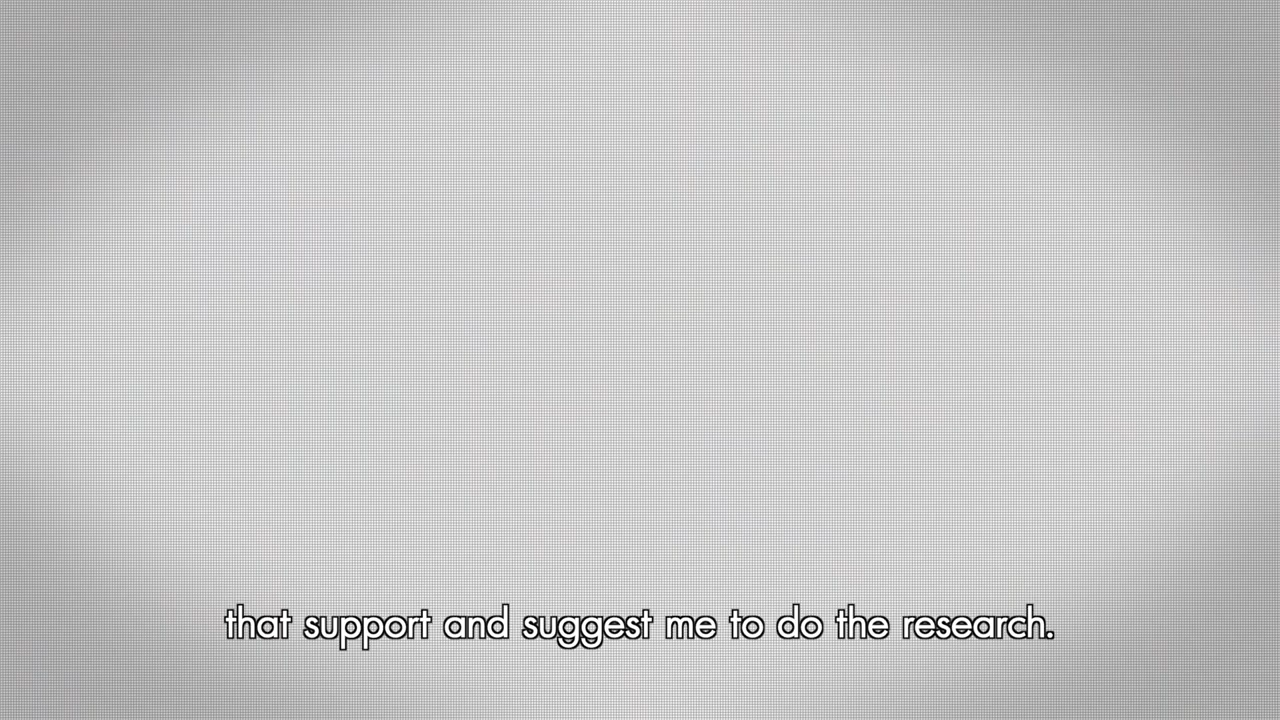 that support and suggest me to do the research.